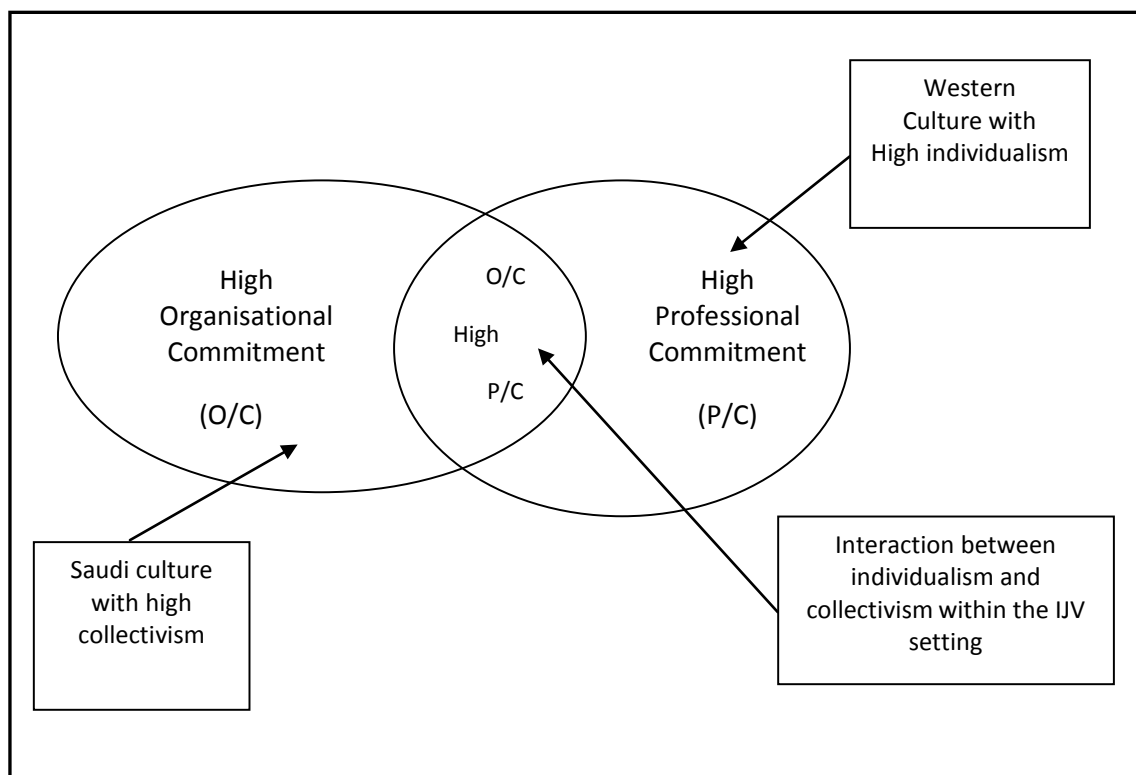 Western
Culture with
High individualism
High
Organisational
Commitment
(O/C)
O/C
High
P/C
High
Professional
Commitment
(P/C)
Saudi culture
with high
collectivism
Interaction between
individualism and
collectivism within the IJV
setting